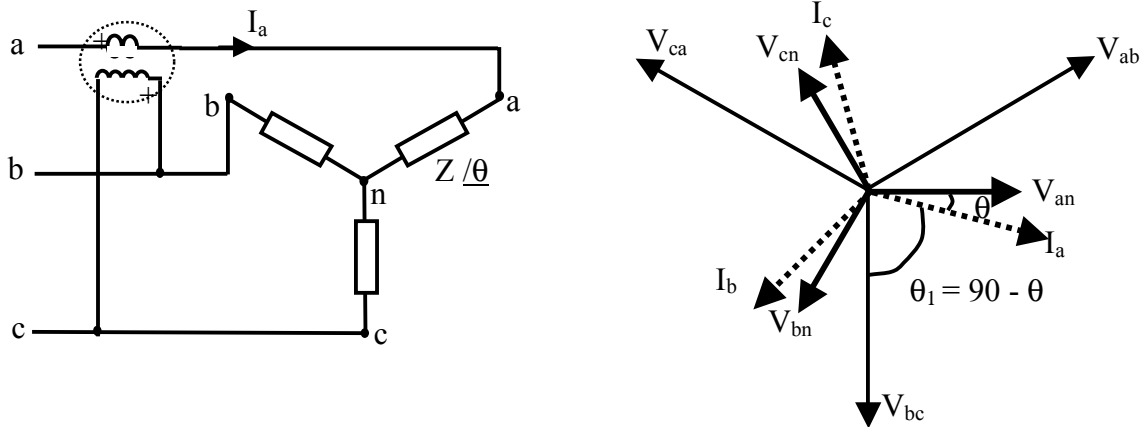 a
+
I_a
b
a
b
+
Z /θ
n
c
c
I_c
V_ca
V_cn
V_ab
V_an
θ
I_a
I_b
θ_1 = 90 - θ
V_bn
V_bc